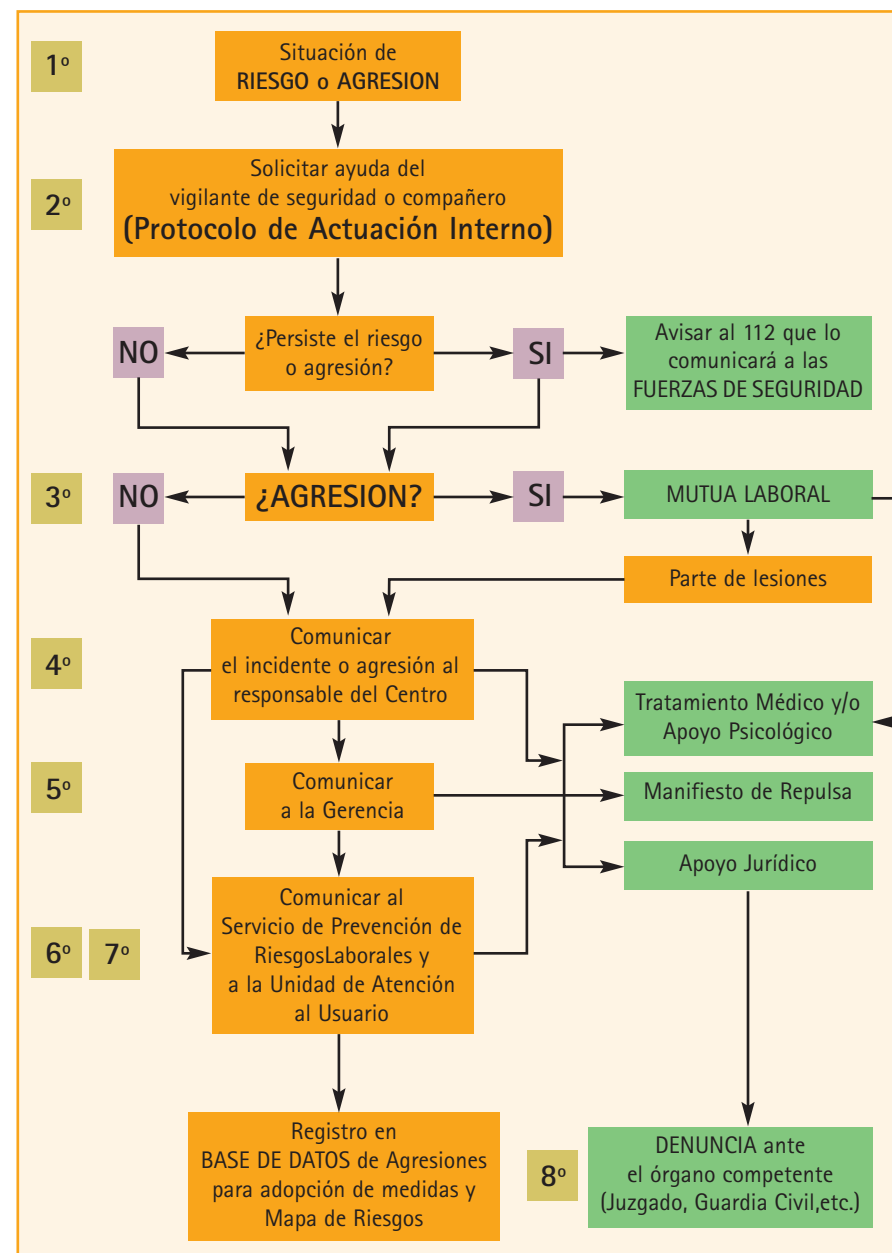 1º
Situación de
RIESGO o AGRESION
2º
Solicitar ayuda del
vigilante de seguridad o compañero
(Protocolo de Actuación Interno)
NO
¿Persiste el riesgo
o agresión?
SI
Avisar al 112 que lo
comunicará a las
FUERZAS DE SEGURIDAD
3º
NO
¿AGRESION?
SI
MUTUA LABORAL
Parte de lesiones
4º
Comunicar
el incidente o agresión al
responsable del Centro
Tratamiento Médico y/o
Apoyo Psicológico
5º
Comunicar
a la Gerencia
Manifiesto de Repulsa
Apoyo Jurídico
6º
7º
Comunicar al
Servicio de Prevención de
RiesgosLaborales y
a la Unidad de Atención
al Usuario
Registro en
BASE DE DATOS de Agresiones
para adopción de medidas y
Mapa de Riesgos
8º
DENUNCIA ante
el órgano competente
(Juzgado, Guardia Civil,etc.)